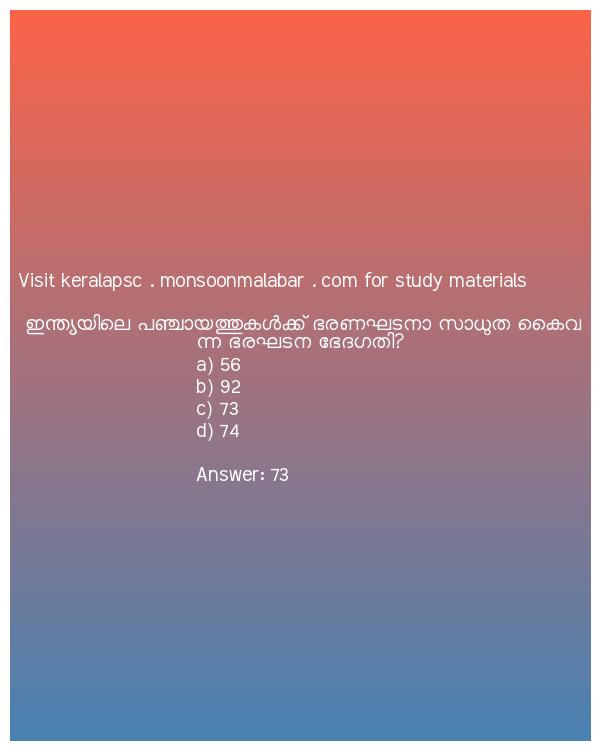 Visit keralapsc . monsoonmalabar . com for study materials
ഇന്ത്യയിലെ പഞ്ചായത്തുകൾക്ക് ഭരണഘടനാ സാധുത കൈവ
ന്ന ഭരഘടന ഭേദഗതി?
a) 56
b) 92
c) 73
d) 74
Answer: 73